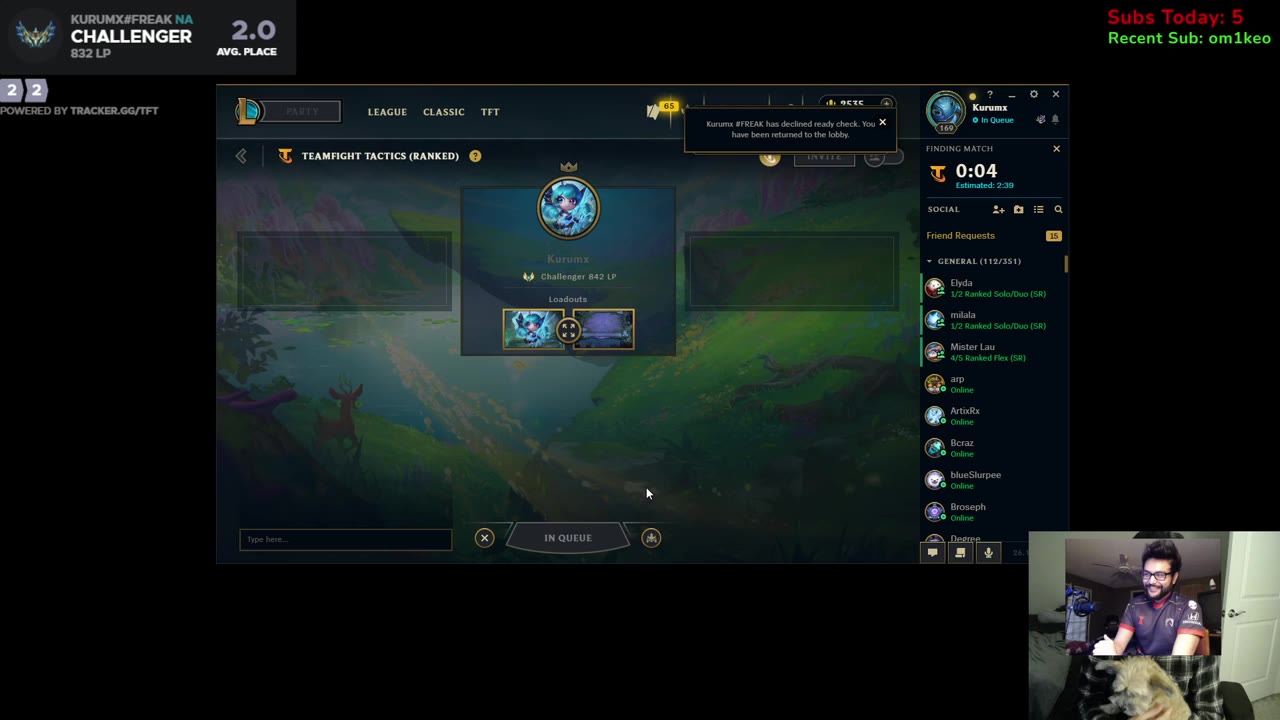 KURUMX#FREAK NA
CHALLENGER
832 LP
2.0
AVG. PLACE
2 2
POWERED BY TRACKER.GG/TFT
Subs Today: 5
Recent Sub: om1keo
PARTY
LEAGUE
CLASSIC
TFT
65
Kurumx #FREAK has declined ready check. You
have been returned to the lobby.
TEAMFIGHT TACTICS (RANKED)
?
INVITE
Kurumx
Challenger 842 LP
Loadouts
Type here...
IN QUEUE
169
Kurumx
In Queue
FINDING MATCH
0:04
Estimated: 2:39
SOCIAL
Friend Requests
15
GENERAL (112/351)
Elyda
1/2 Ranked Solo/Duo (SR)
milala
1/2 Ranked Solo/Duo (SR)
Mister Lau
4/5 Ranked Flex (SR)
arp
Online
ArtixRx
Online
Bcraz
Online
blueSlurpee
Online
Broseph
Online
Degree
HONDA